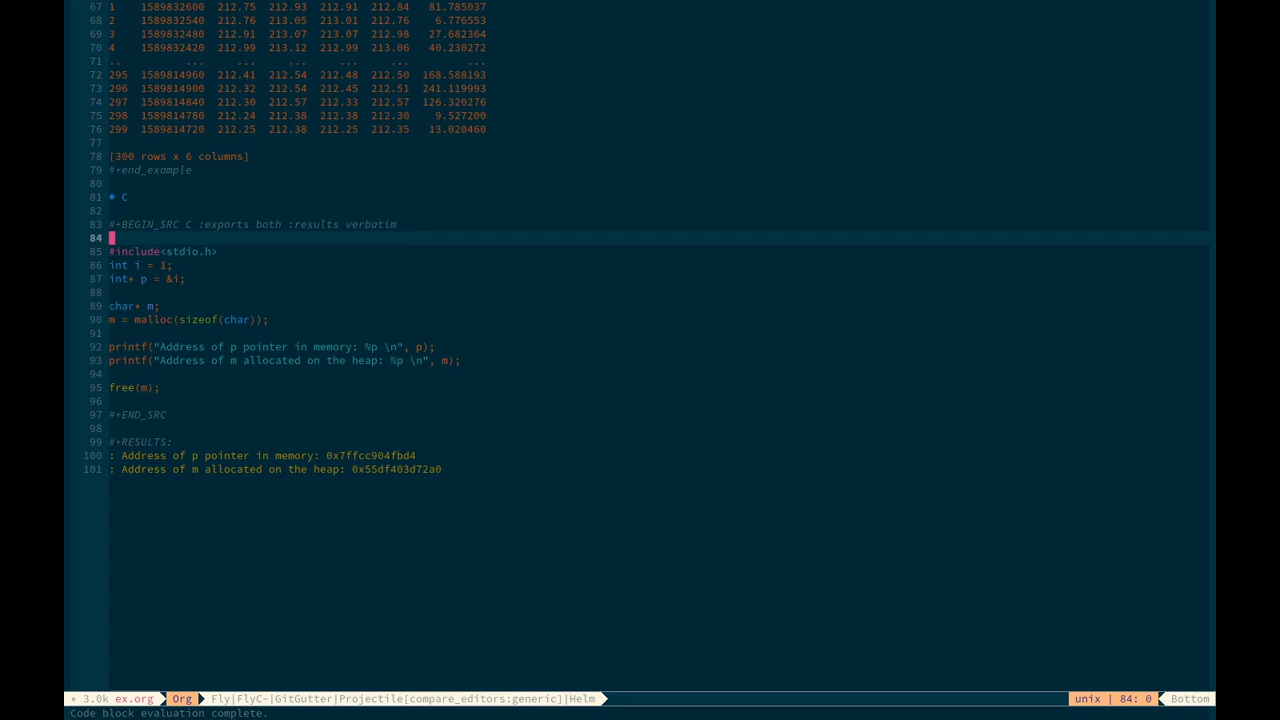 67 1 1589832600 212.75 212.93 212.91 212.84 81.785037
68 2 1589832540 212.76 213.05 213.01 212.76 6.776553
69 3 1589832480 212.91 213.07 213.07 212.98 27.682364
70 4 1589832420 212.99 213.12 212.99 213.06 40.230272
71 .. ... ... ... ... ... ...
72 295 1589814960 212.41 212.54 212.48 212.50 168.588193
73 296 1589814900 212.32 212.54 212.45 212.51 241.119993
74 297 1589814840 212.30 212.57 212.33 212.57 126.320276
75 298 1589814780 212.24 212.38 212.38 212.30 9.527200
76 299 1589814720 212.25 212.38 212.25 212.35 13.020460
77
78 [300 rows x 6 columns]
79 #+end_example
80
81 * C
82
83 #+BEGIN_SRC C :exports both :results verbatim
84
85 #include<stdio.h>
86 int i = 1;
87 int* p = &i;
88
89 char* m;
90 m = malloc(sizeof(char));
91
92 printf("Address of p pointer in memory: %p \n", p);
93 printf("Address of m allocated on the heap: %p \n", m);
94
95 free(m);
96
97 #+END_SRC
98
99 #+RESULTS:
100 : Address of p pointer in memory: 0x7ffcc904fbd4
101 : Address of m allocated on the heap: 0x55df403d72a0
* 3.0k ex.org Org Fly|FlyC-|GitGutter|Projectile[compare_editors:generic]|Helm unix | 84: 0 Bottom
Code block evaluation complete.